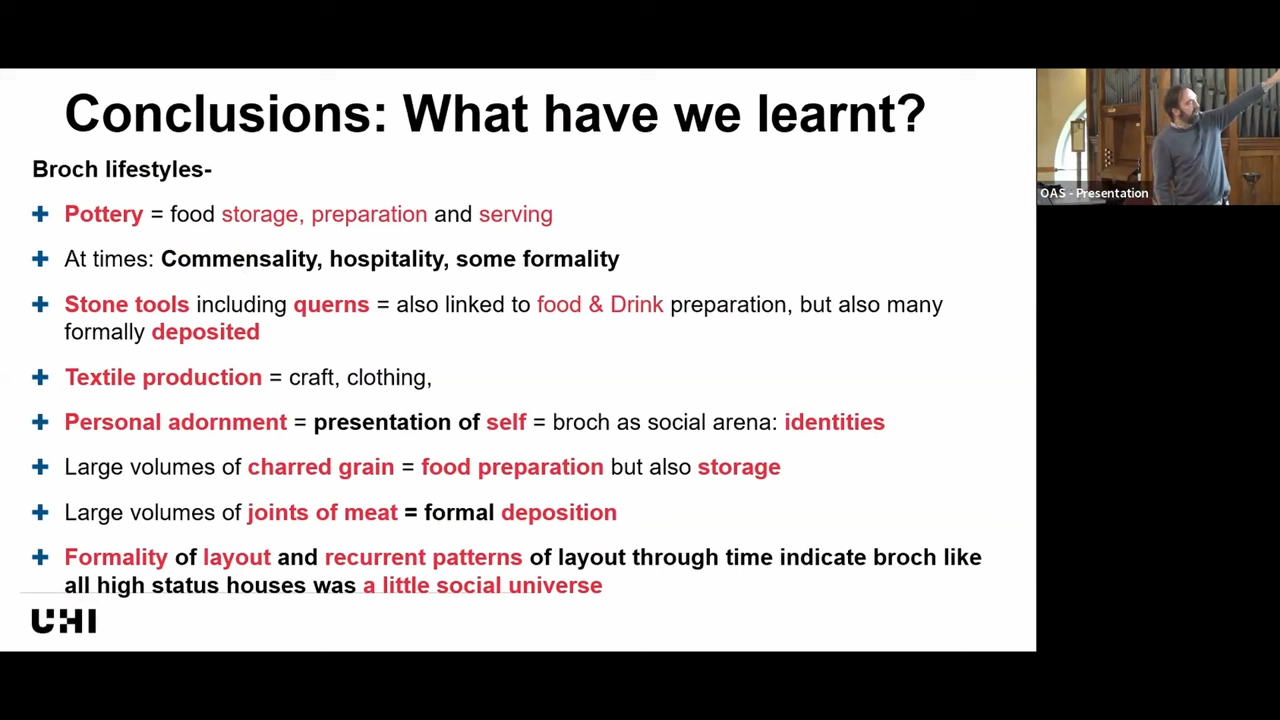 Conclusions: What have we learnt?
Broch lifestyles-
Pottery = food storage, preparation and serving
At times: Commensality, hospitality, some formality
Stone tools including querns = also linked to food & Drink preparation, but also many
formally deposited
Textile production = craft, clothing,
Personal adornment = presentation of self = broch as social arena: identities
Large volumes of charred grain = food preparation but also storage
Large volumes of joints of meat = formal deposition
Formality of layout and recurrent patterns of layout through time indicate broch like
all high status houses was a little social universe
UHI
OAS - Presentation